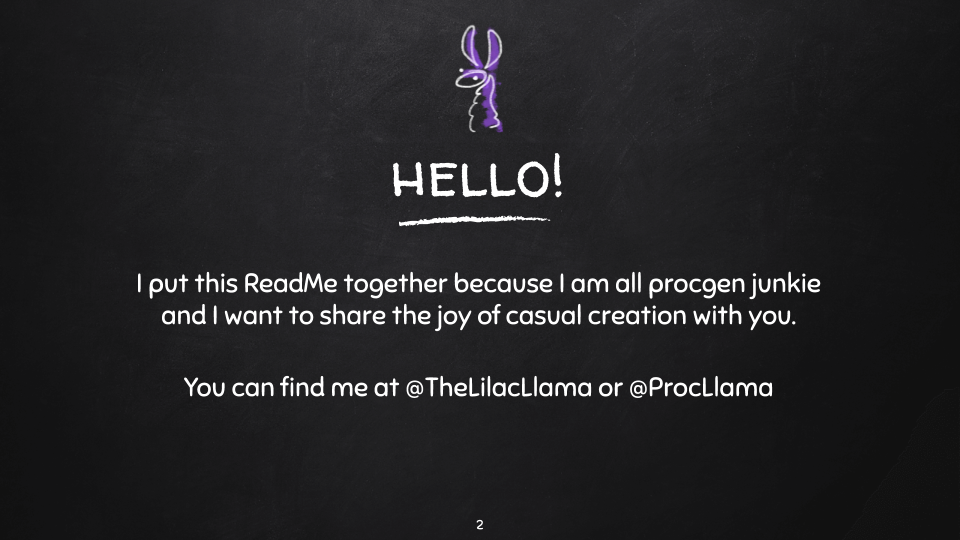 HELLO!
I put this ReadMe together because I am all procgen junkie
and I want to share the joy of casual creation with you.
You can find me at @TheLilacLlama or @ProcLlama
2